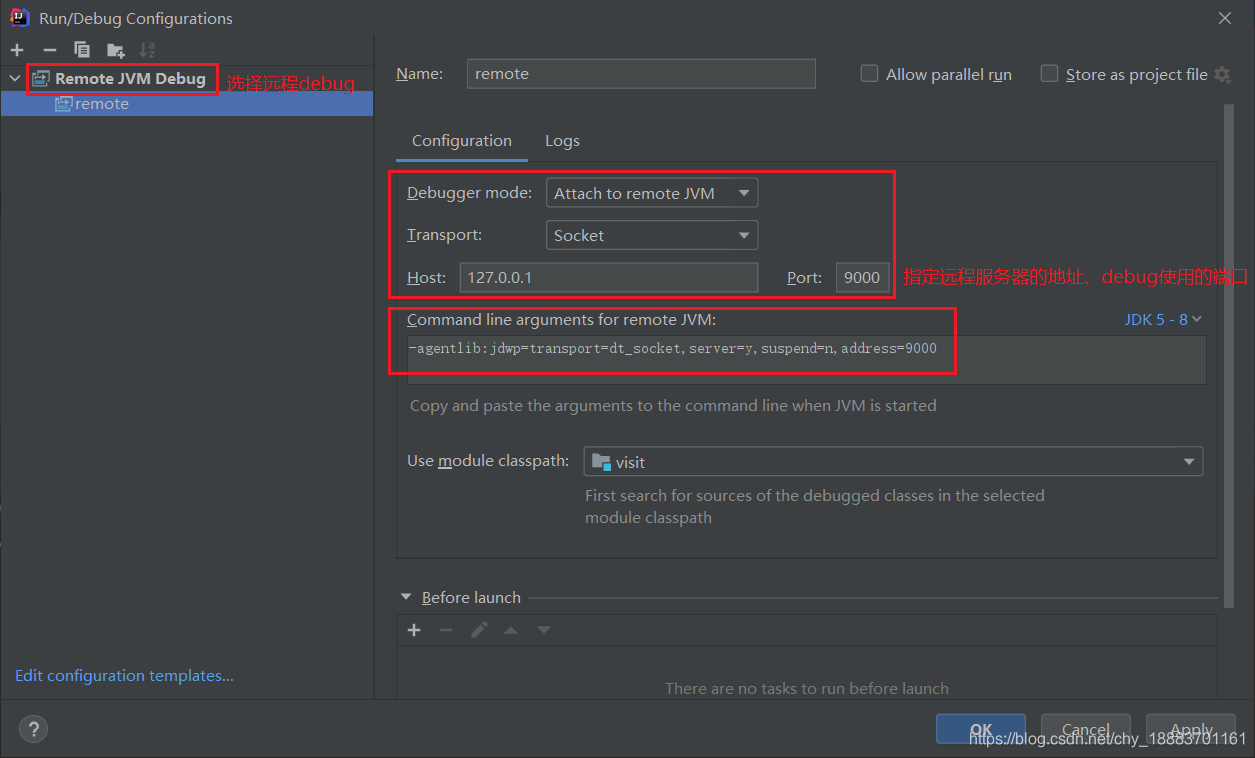 Run/Debug Configurations
Remote JVM Debug
选择远程debug
remote
Name:
remote
Allow parallel run
Store as project file
Configuration
Logs
Debugger mode:
Attach to remote JVM
Transport:
Socket
Host:
127.0.0.1
Port:
9000
指定远程服务器的地址、debug使用的端口
Command line arguments for remote JVM:
JDK 5 - 8
-agentlib:jdwp=transport=dt_socket,server=y,suspend=n,address=9000
Copy and paste the arguments to the command line when JVM is started
Use module classpath:
visit
First search for sources of the debugged classes in the selected
module classpath
Before launch
There are no tasks to run before launch
Edit configuration templates...
?
OK
Cancel
Apply
https://blog.csdn.net/chy_18883701161